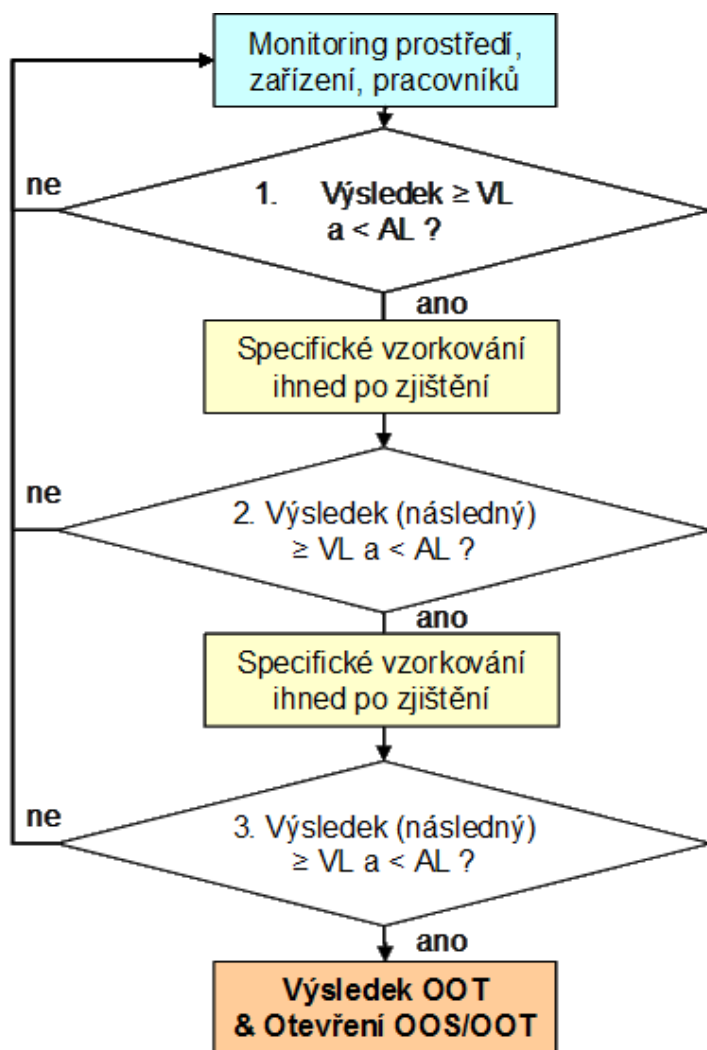 Monitoring prostředí,
zařízení, pracovníků
ne
1. Výsledek ≥ VL
a < AL ?
ano
Specifické vzorkování
ihned po zjištění
ne
2. Výsledek (následný)
≥ VL a < AL ?
ano
Specifické vzorkování
ihned po zjištění
ne
3. Výsledek (následný)
≥ VL a < AL ?
ano
Výsledek OOT
& Otevření OOS/OOT